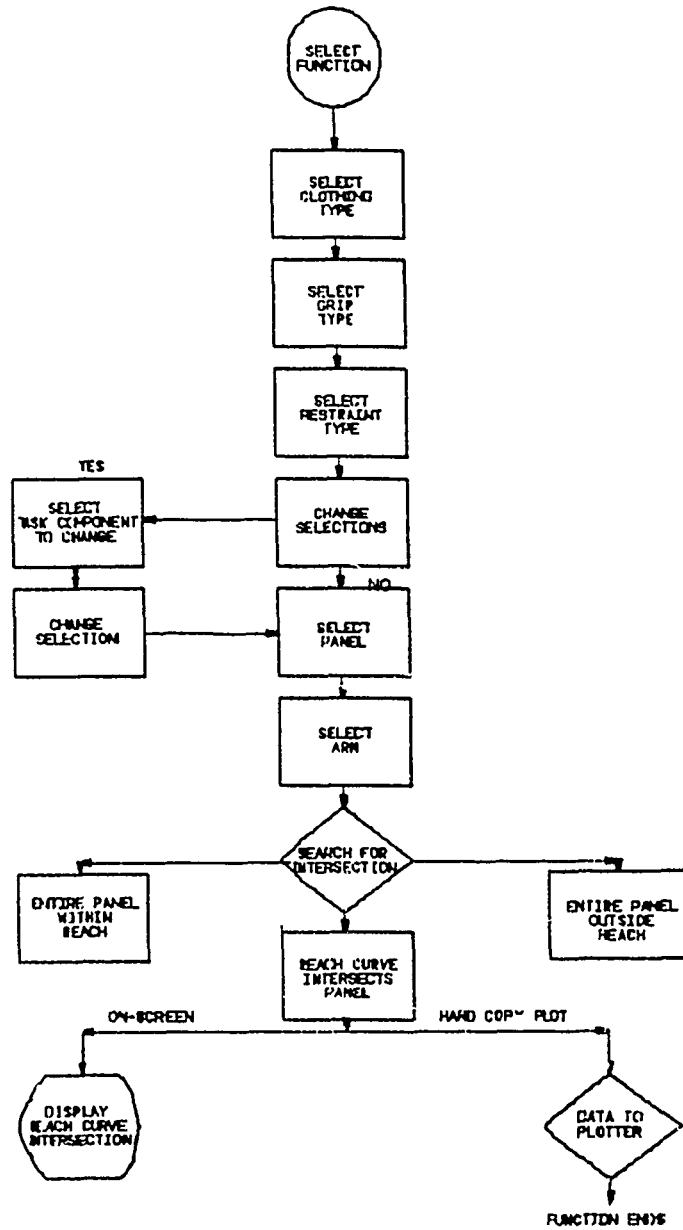 SELECT
FUNCTION
SELECT
CLOTHING
TYPE
SELECT
GRIP
TYPE
SELECT
RESTRAINT
TYPE
YES
SELECT
TASK COMPONENT
TO CHANGE
CHANGE
SELECTIONS
NO
CHANGE
SELECTION
SELECT
PANEL
SELECT
ARM
SEARCH FOR
INTERSECTION
ENTIRE PANEL
WITHIN
REACH
ENTIRE PANEL
OUTSIDE
REACH
REACH CURVE
INTERSECTS
PANEL
ON-SCREEN
HARD COPY PLOT
DISPLAY
REACH CURVE
INTERSECTION
DATA TO
PLOTTER
FUNCTION ENDS